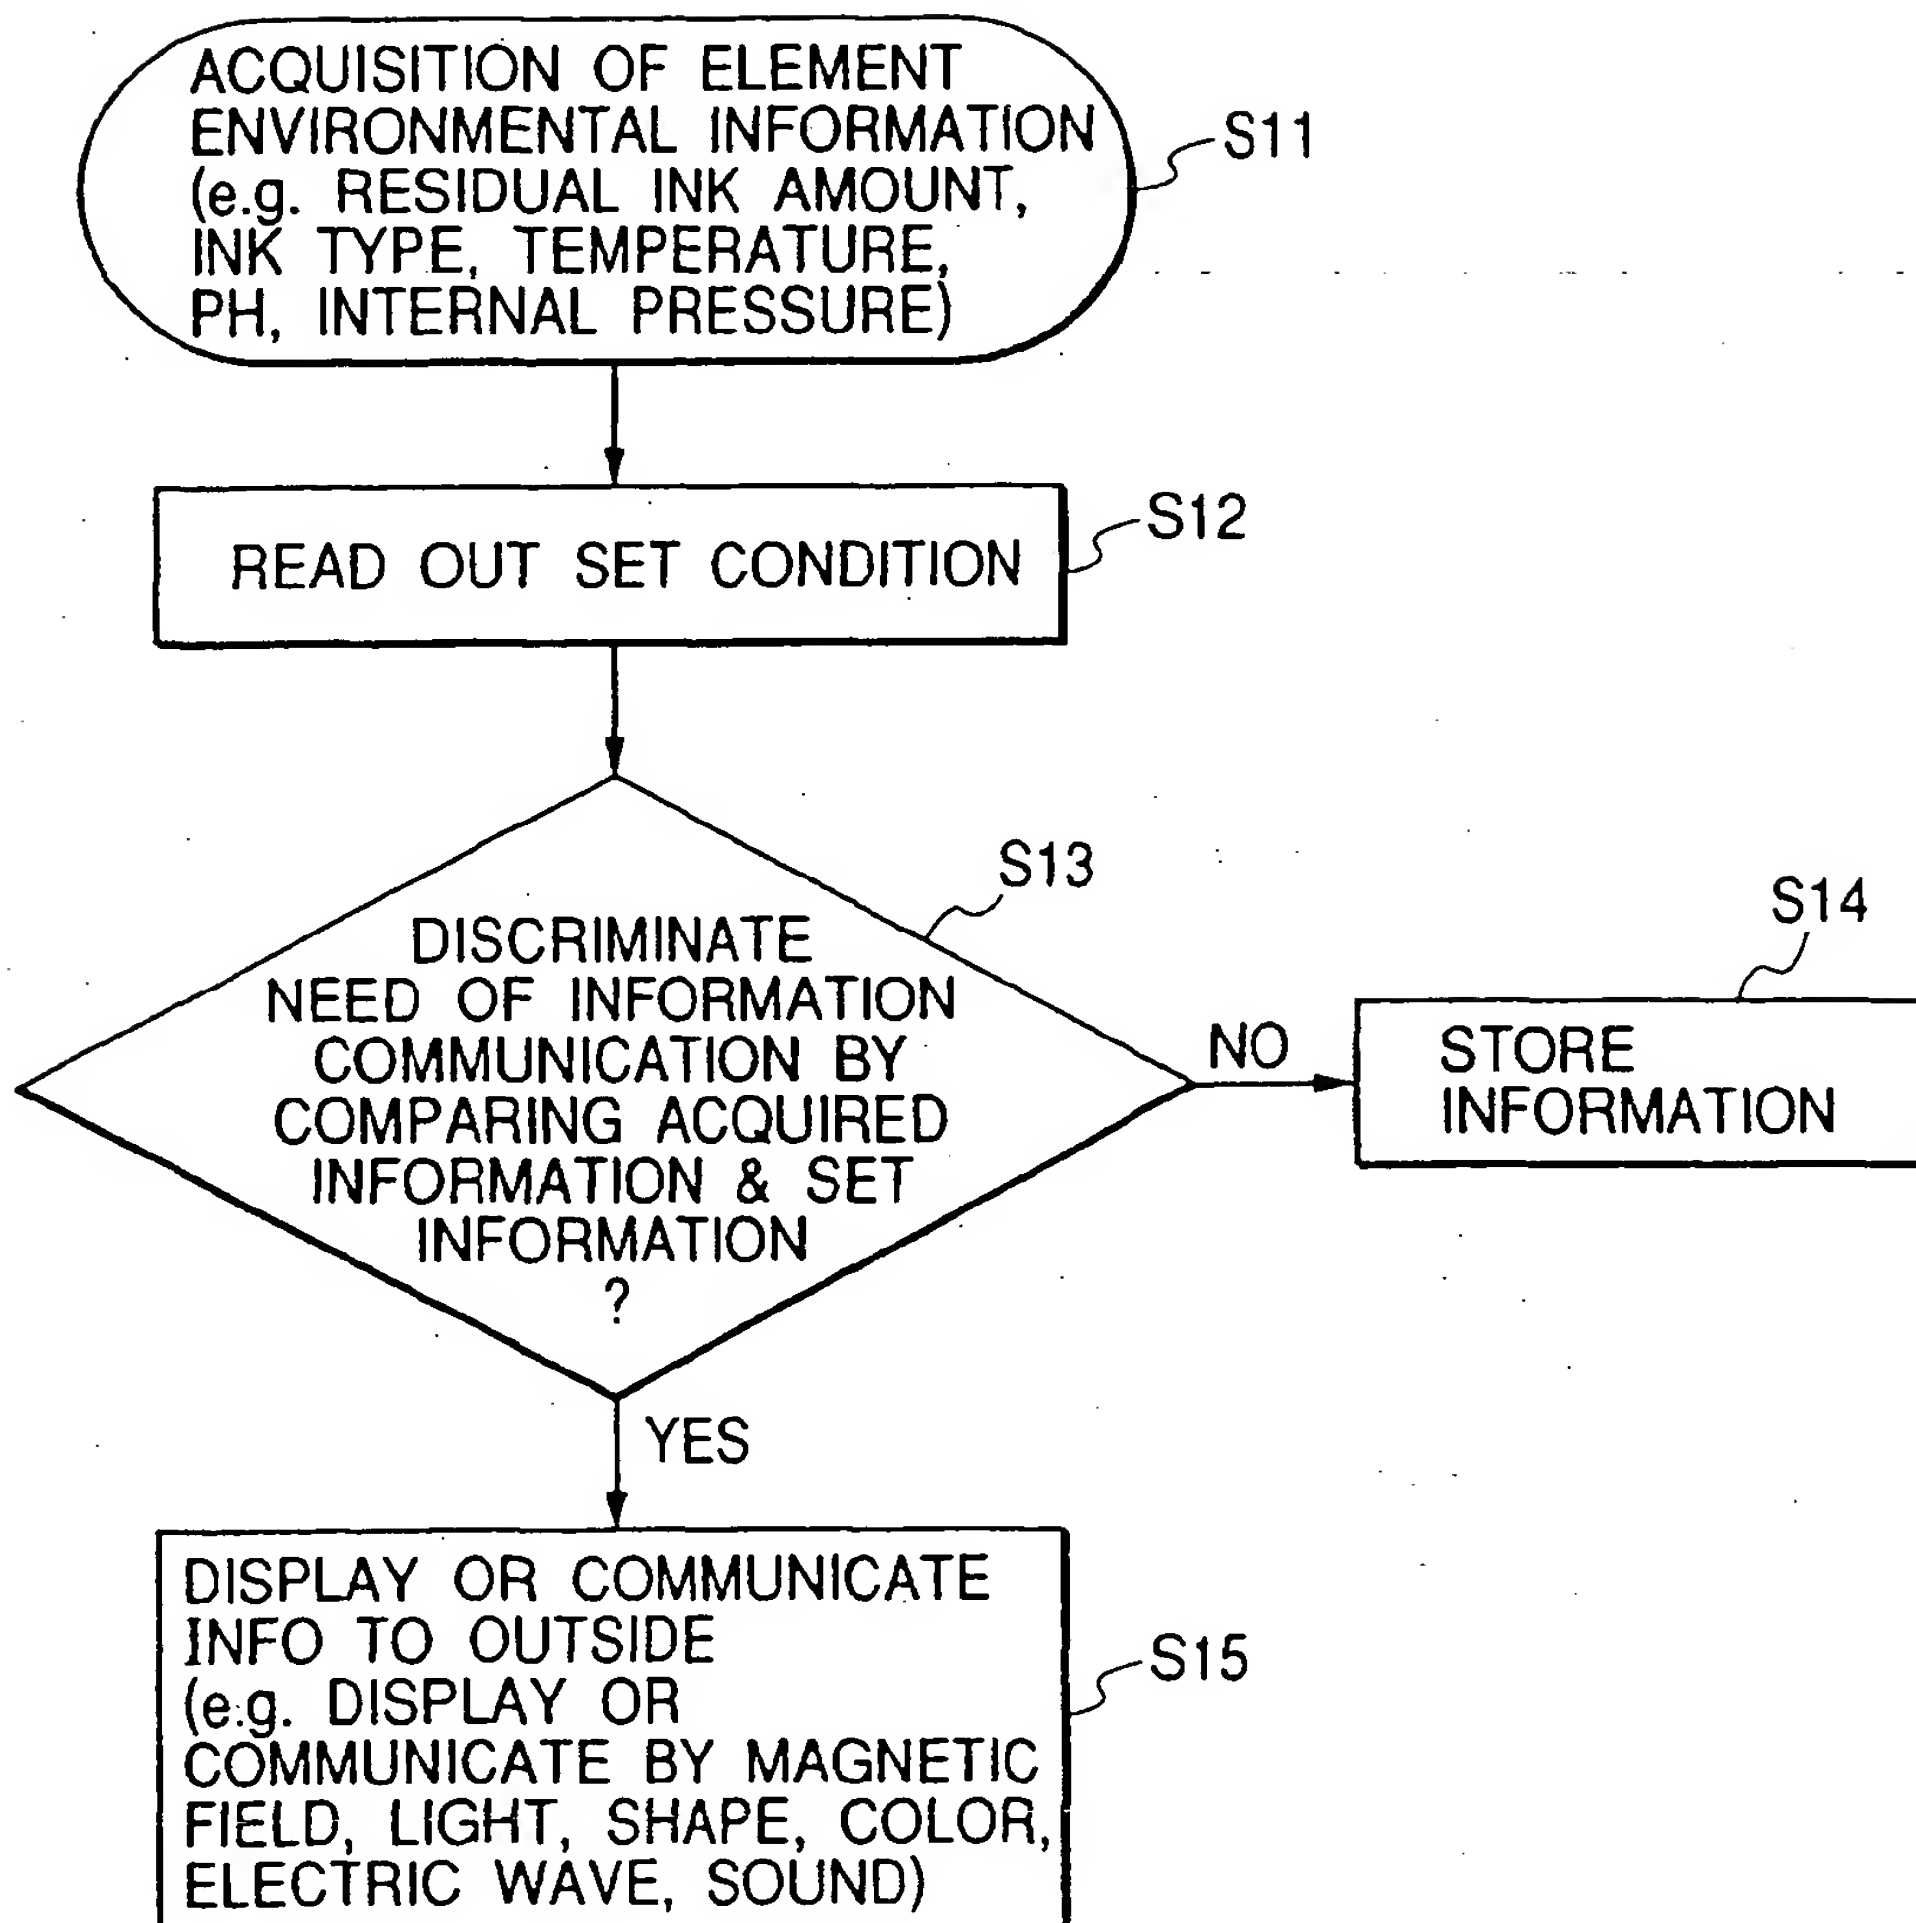 ACQUISITION OF ELEMENT
ENVIRONMENTAL INFORMATION
(e.g. RESIDUAL INK AMOUNT,
INK TYPE, TEMPERATURE,
PH, INTERNAL PRESSURE)
S11
READ OUT SET CONDITION
S12
DISCRIMINATE
NEED OF INFORMATION
COMMUNICATION BY
COMPARING ACQUIRED
INFORMATION & SET
INFORMATION
?
S13
NO
STORE
INFORMATION
S14
YES
DISPLAY OR COMMUNICATE
INFO TO OUTSIDE
(e.g. DISPLAY OR
COMMUNICATE BY MAGNETIC
FIELD, LIGHT, SHAPE, COLOR,
ELECTRIC WAVE, SOUND)
S15